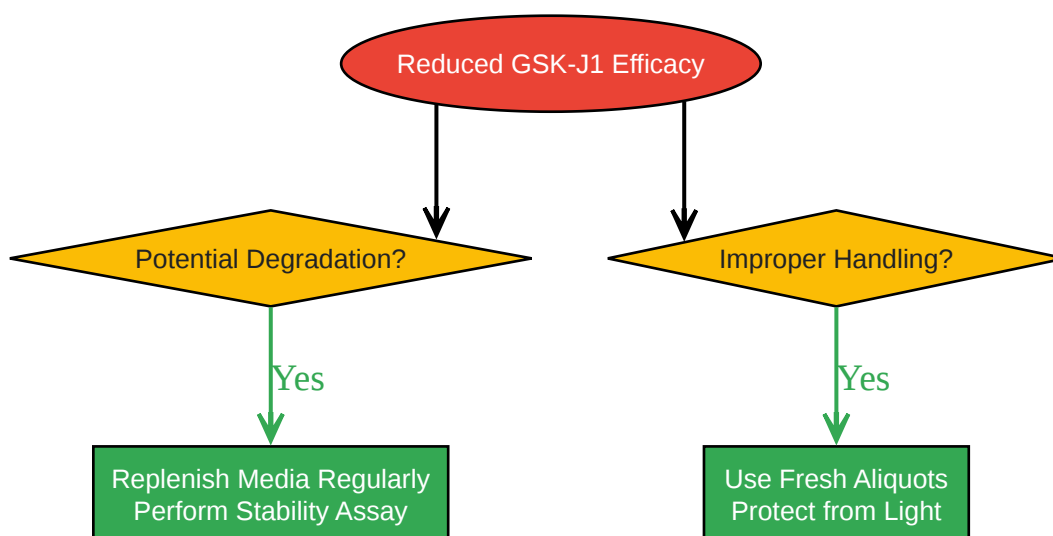 Reduced GSK-J1 Efficacy
Potential Degradation?
Improper Handling?
Yes
Yes
Replenish Media Regularly
Perform Stability Assay
Use Fresh Aliquots
Protect from Light